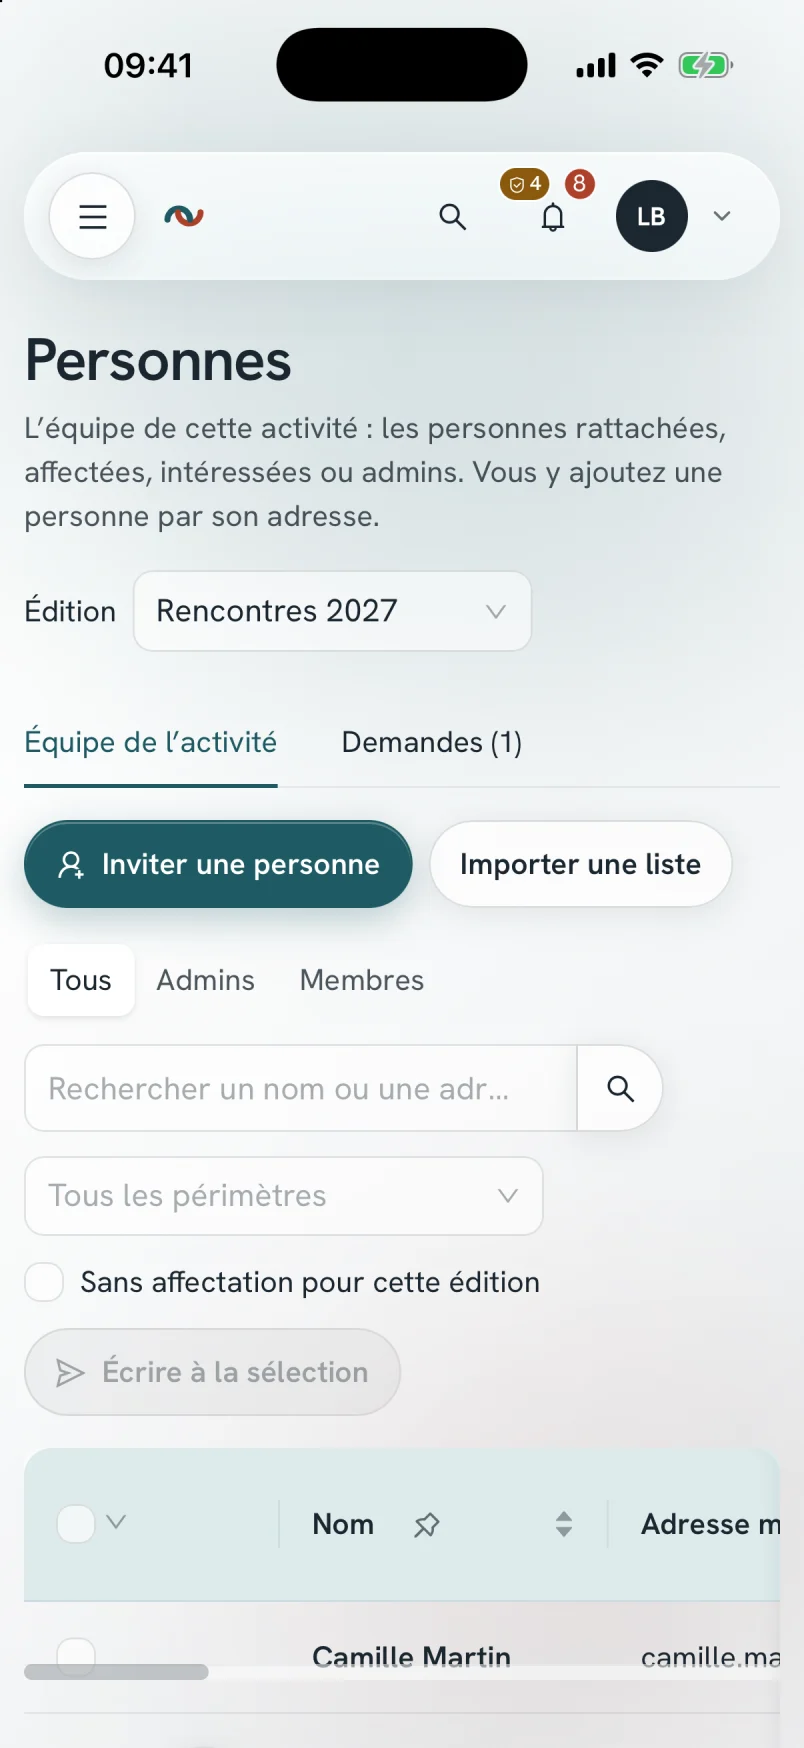 09:41
4
8
LB
Personnes
L’équipe de cette activité : les personnes rattachées,
affectées, intéressées ou admins. Vous y ajoutez une
personne par son adresse.
Édition
Rencontres 2027
Équipe de l’activité
Demandes (1)
Inviter une personne
Importer une liste
Tous
Admins
Membres
Rechercher un nom ou une adr...
Tous les périmètres
Sans affectation pour cette édition
Écrire à la sélection
Nom
Adresse m
Camille Martin
camille.ma